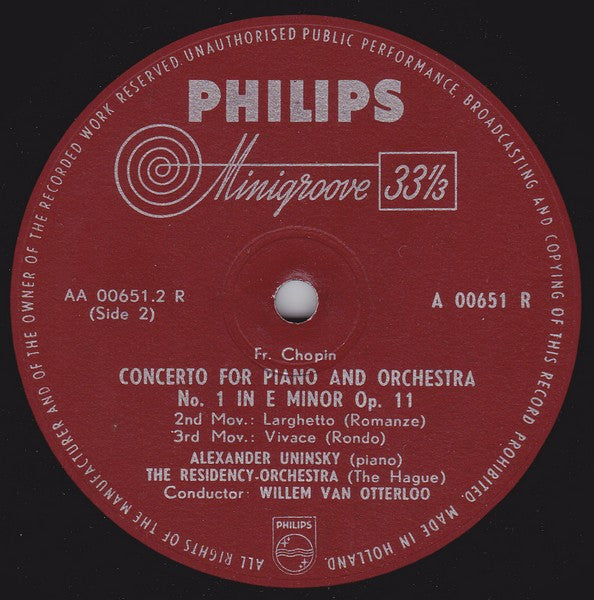 ALL RIGHTS OF THE MANUFACTURER AND OF THE OWNER OF THE RECORDED WORK RESERVED. UNAUTHORISED PUBLIC PERFORMANCE, BROADCASTING AND COPYING OF THIS RECORD PROHIBITED. MADE IN HOLLAND.
PHILIPS
Minigroove 33 1/3
AA 00651.2 R
(Side 2)
A 00651 R
Fr. Chopin
CONCERTO FOR PIANO AND ORCHESTRA
No. 1 IN E MINOR Op. 11
2nd Mov.: Larghetto (Romanze)
3rd Mov.: Vivace (Rondo)
ALEXANDER UNINSKY (piano)
THE RESIDENCY-ORCHESTRA (The Hague)
Conductor: WILLEM VAN OTTERLOO
PHILIPS